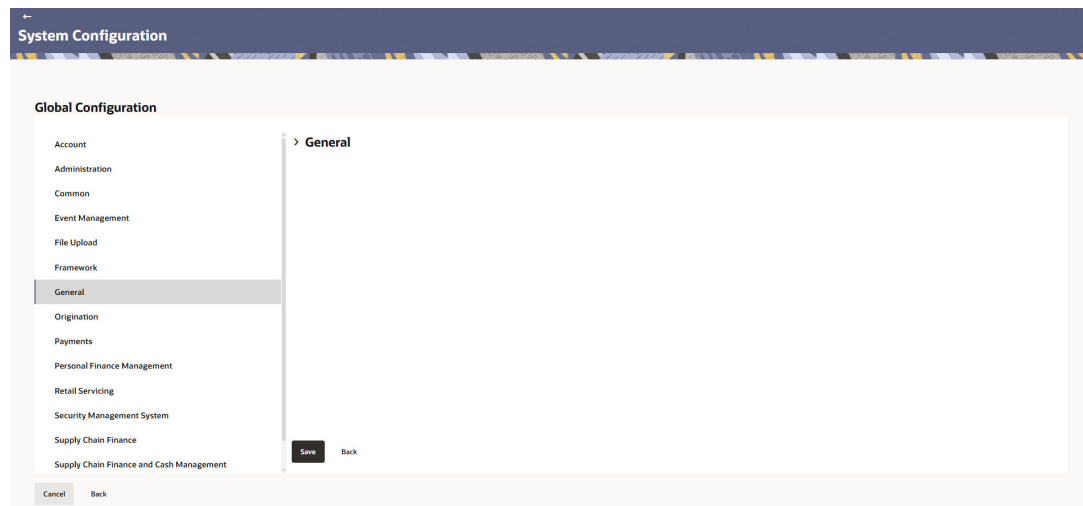 ←
System Configuration
Global Configuration
Account
Administration
Common
Event Management
File Upload
Framework
General
Origination
Payments
Personal Finance Management
Retail Servicing
Security Management System
Supply Chain Finance
Supply Chain Finance and Cash Management
> General
Save Back
Cancel Back